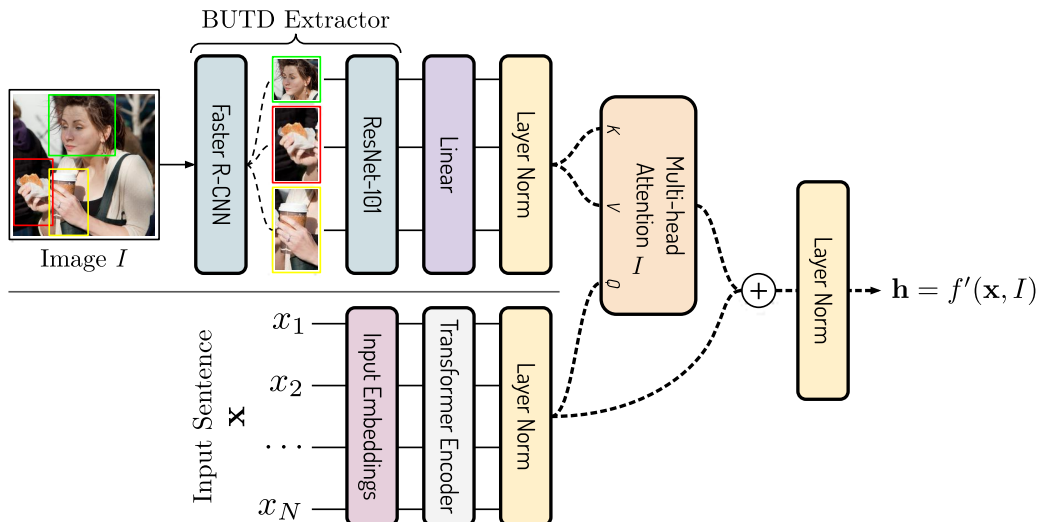 BUTD Extractor
Image I
Faster R-CNN
ResNet-101
Linear
Layer Norm
K
V
Q
Multi-head
Attention
I
Layer Norm
h = f′(x, I)
Input Sentence
x
x₁
x₂
...
x_N
Input Embeddings
Transformer Encoder
Layer Norm
+